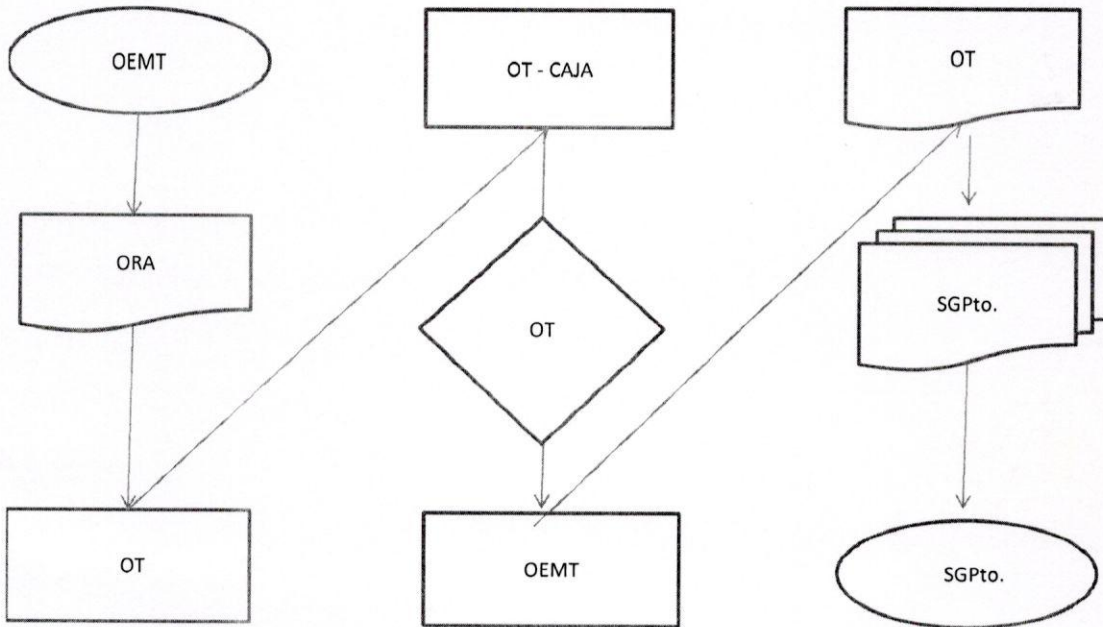 OEMT
ORA
OT
OT - CAJA
OT
OEMT
OT
SGPto.
SGPto.